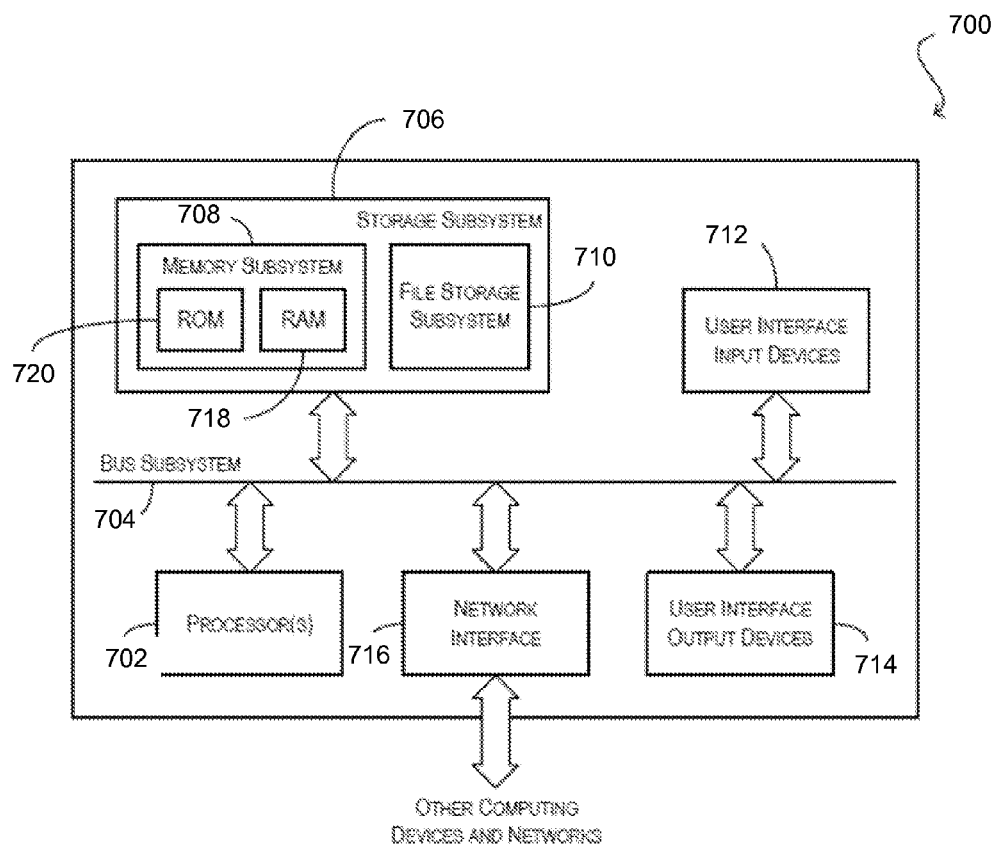 700
706
708
STORAGE SUBSYSTEM
MEMORY SUBSYSTEM
710
712
FILE STORAGE
SUBSYSTEM
ROM
RAM
USER INTERFACE
INPUT DEVICES
720
718
BUS SUBSYSTEM
704
PROCESSOR(S)
NETWORK
INTERFACE
USER INTERFACE
OUTPUT DEVICES
702
716
714
OTHER COMPUTING
DEVICES AND NETWORKS